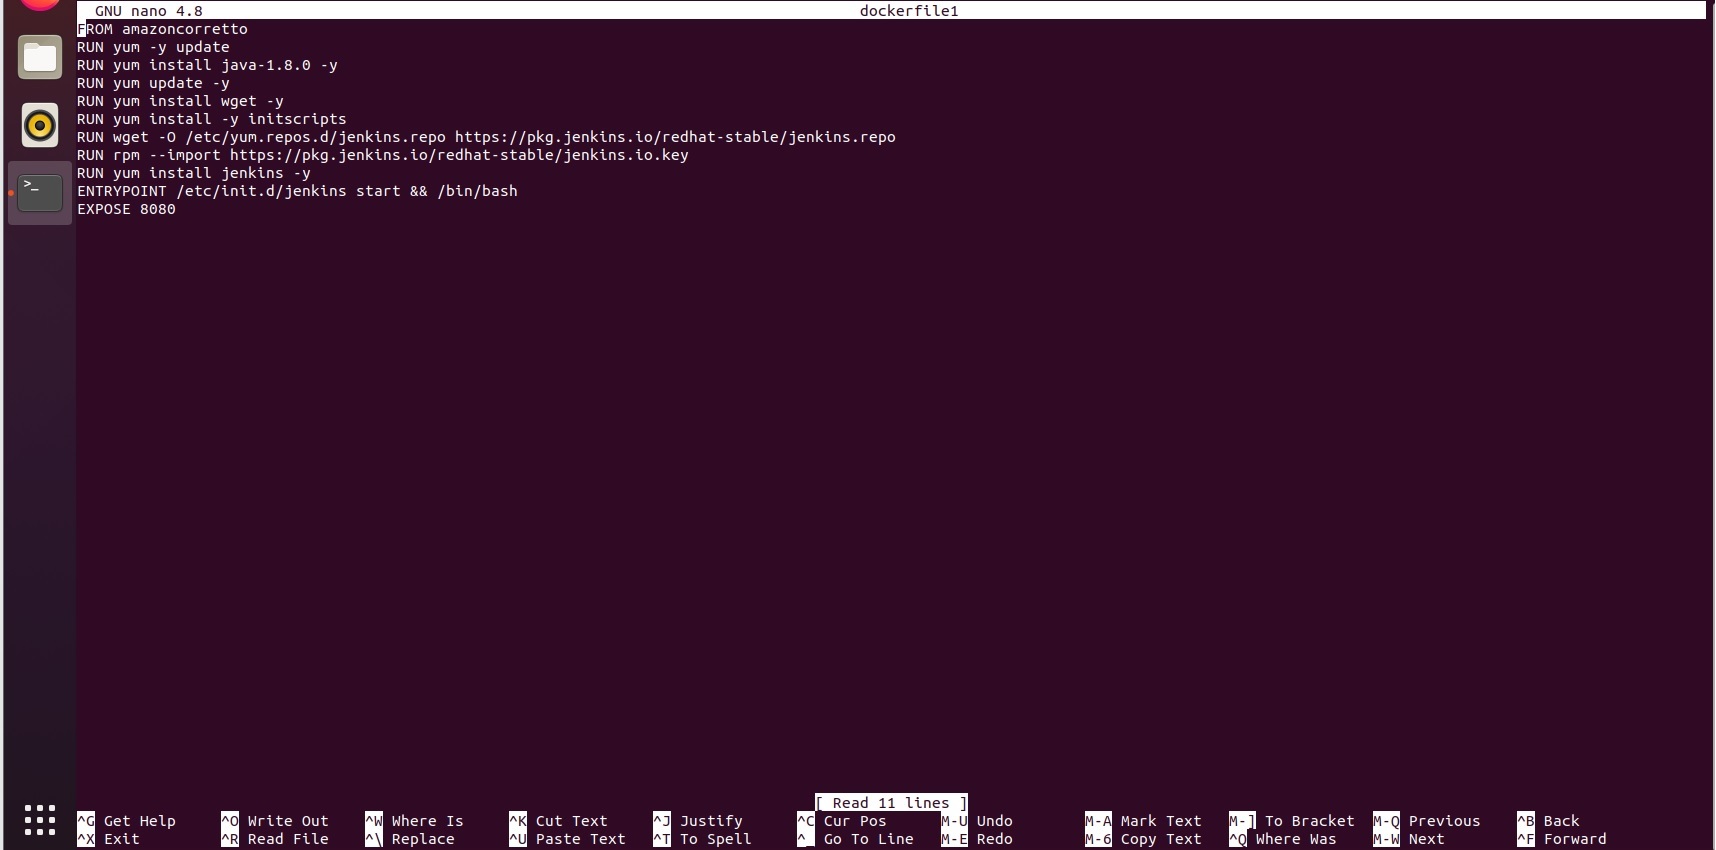 GNU nano 4.8 dockerfile1
FROM amazoncorretto
RUN yum -y update
RUN yum install java-1.8.0 -y
RUN yum update -y
RUN yum install wget -y
RUN yum install -y initscripts
RUN wget -O /etc/yum.repos.d/jenkins.repo https://pkg.jenkins.io/redhat-stable/jenkins.repo
RUN rpm --import https://pkg.jenkins.io/redhat-stable/jenkins.io.key
RUN yum install jenkins -y
ENTRYPOINT /etc/init.d/jenkins start && /bin/bash
EXPOSE 8080
>_
[ Read 11 lines ]
^G Get Help ^O Write Out ^W Where Is ^K Cut Text ^J Justify ^C Cur Pos M-U Undo M-A Mark Text M-] To Bracket M-Q Previous ^B Back
^X Exit ^R Read File ^\ Replace ^U Paste Text ^T To Spell ^_ Go To Line M-E Redo M-6 Copy Text ^Q Where Was M-W Next ^F Forward